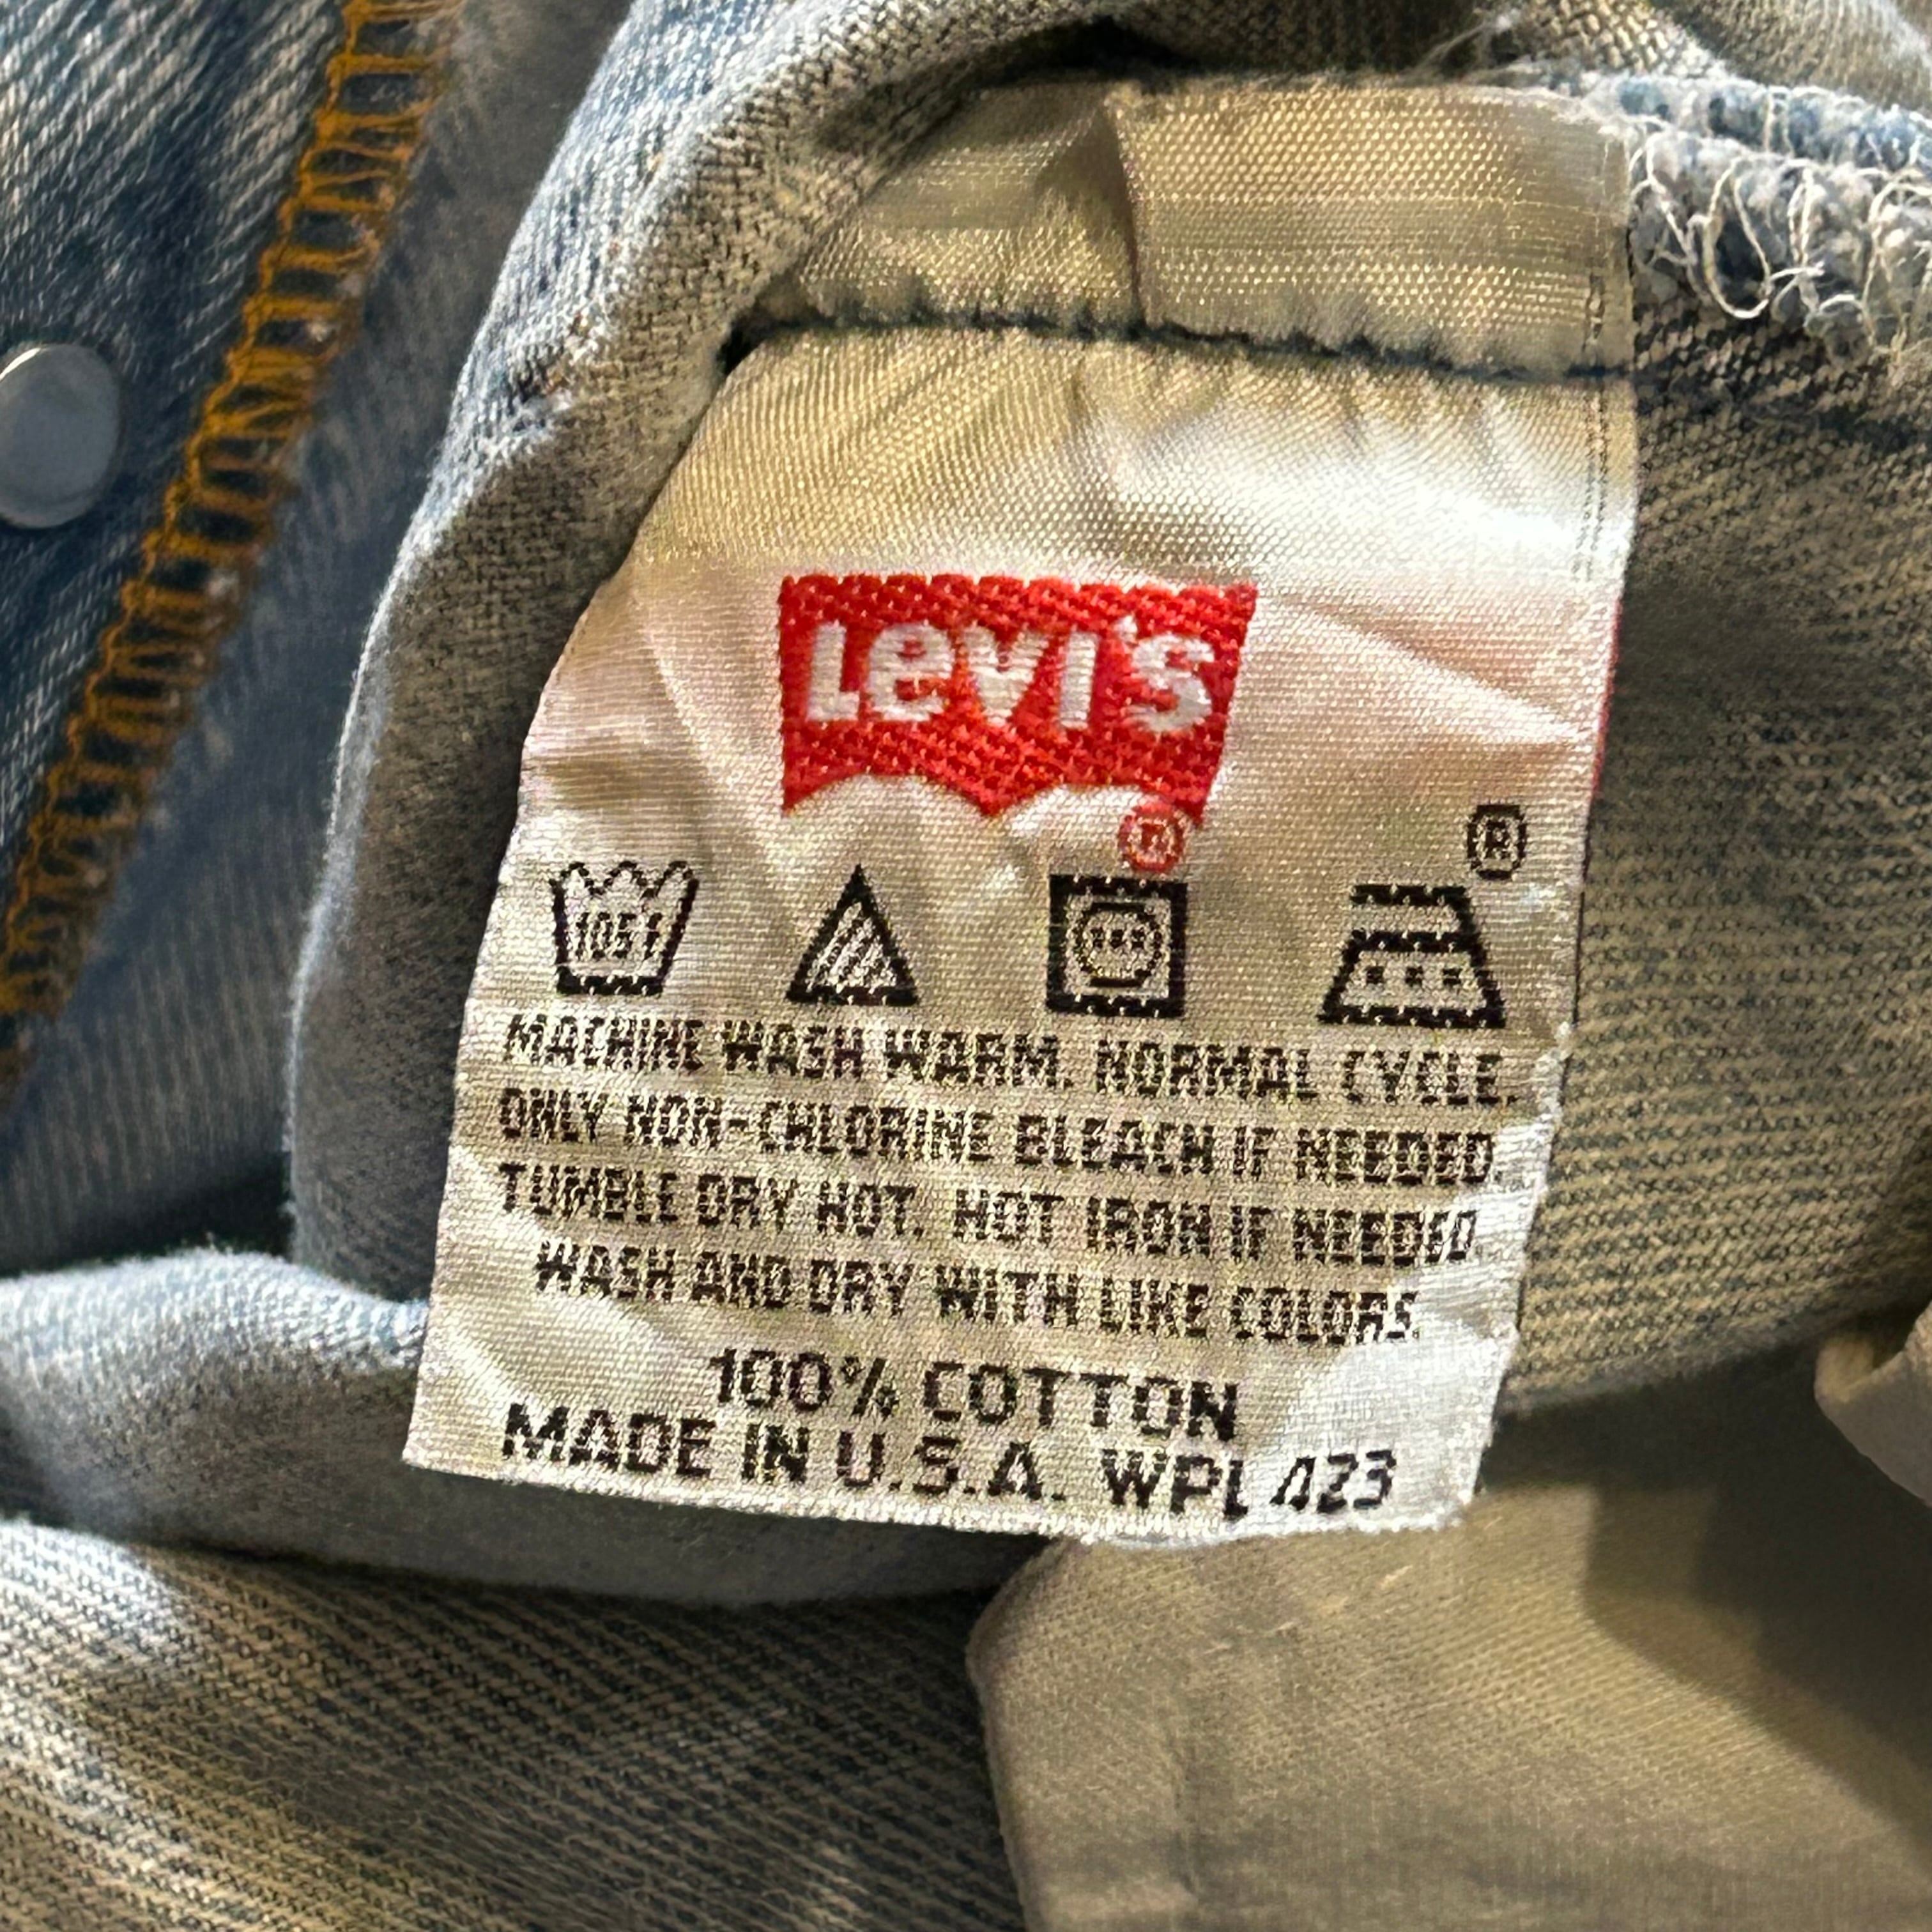 Levi's
®
®
105f
MACHINE WASH WARM. NORMAL CYCLE.
ONLY NON-CHLORINE BLEACH IF NEEDED.
TUMBLE DRY HOT. HOT IRON IF NEEDED.
WASH AND DRY WITH LIKE COLORS.
100% COTTON
MADE IN U.S.A. WPL 423